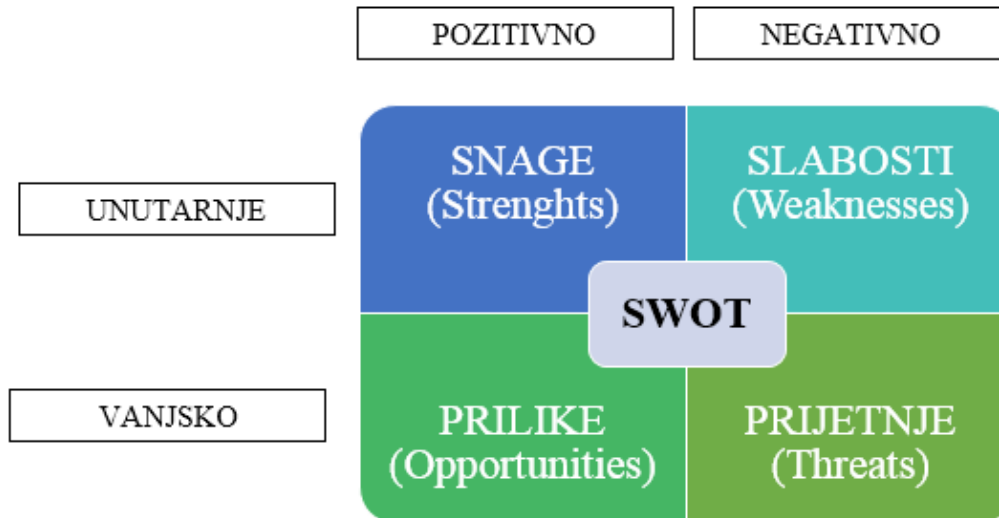 POZITIVNO
NEGATIVNO
UNUTARNJE
SNAGE
(Strenghts)
SLABOSTI
(Weaknesses)
SWOT
VANJSKO
PRILIKE
(Opportunities)
PRIJETNJE
(Threats)